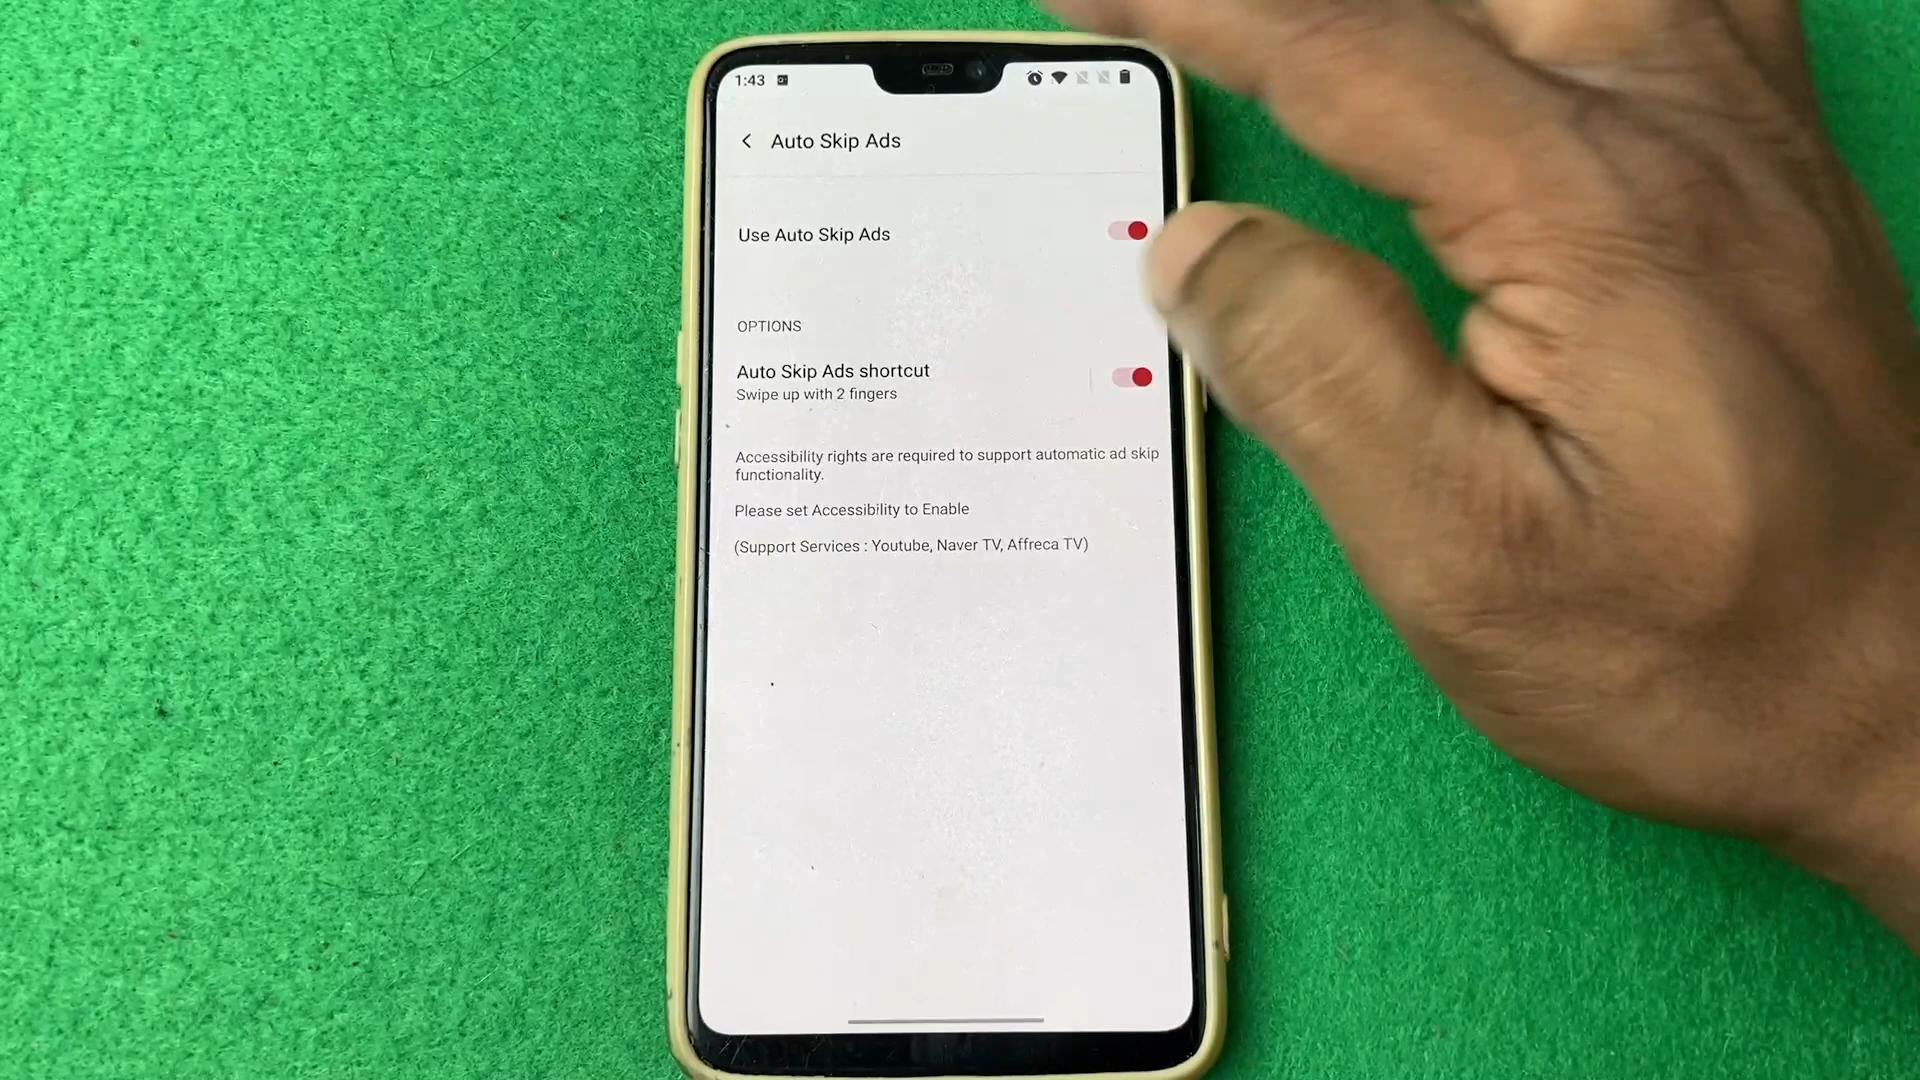 1:43
Auto Skip Ads
Use Auto Skip Ads
OPTIONS
Auto Skip Ads shortcut
Swipe up with 2 fingers
Accessibility rights are required to support automatic ad skip
functionality.
Please set Accessibility to Enable
(Support Services : Youtube, Naver TV, Affreca TV)